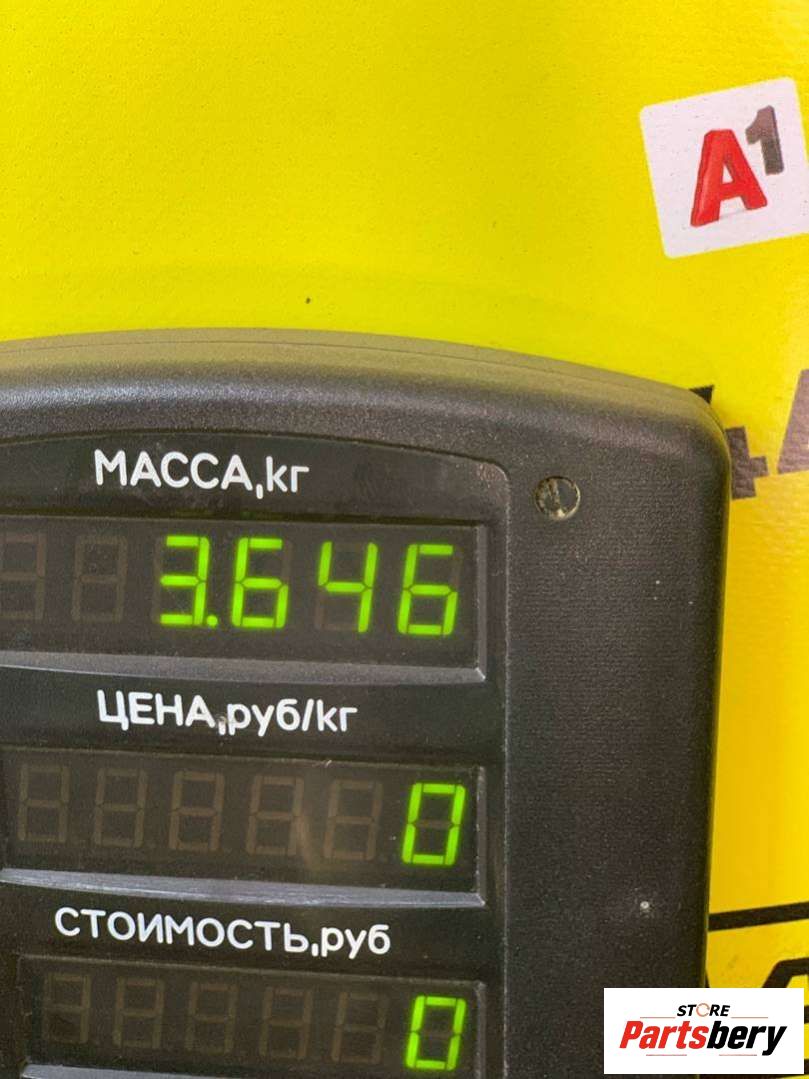 A1
МАССА,кг
3.646
ЦЕНА,руб/кг
0
СТОИМОСТЬ,руб
0
STORE
Partsbery